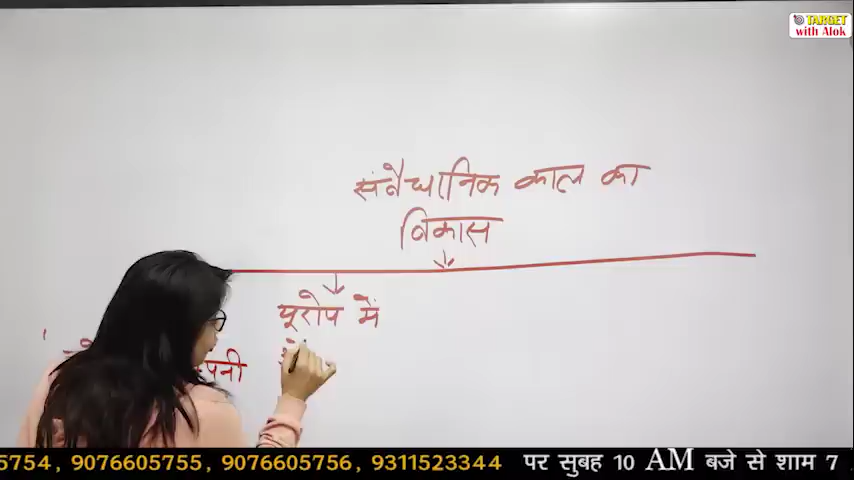 TARGET
with Alok
संवैधानिक काल का
विकास
यूरोप में
पनी
5754, 9076605755, 9076605756, 9311523344 पर सुबह 10 AM बजे से शाम 7